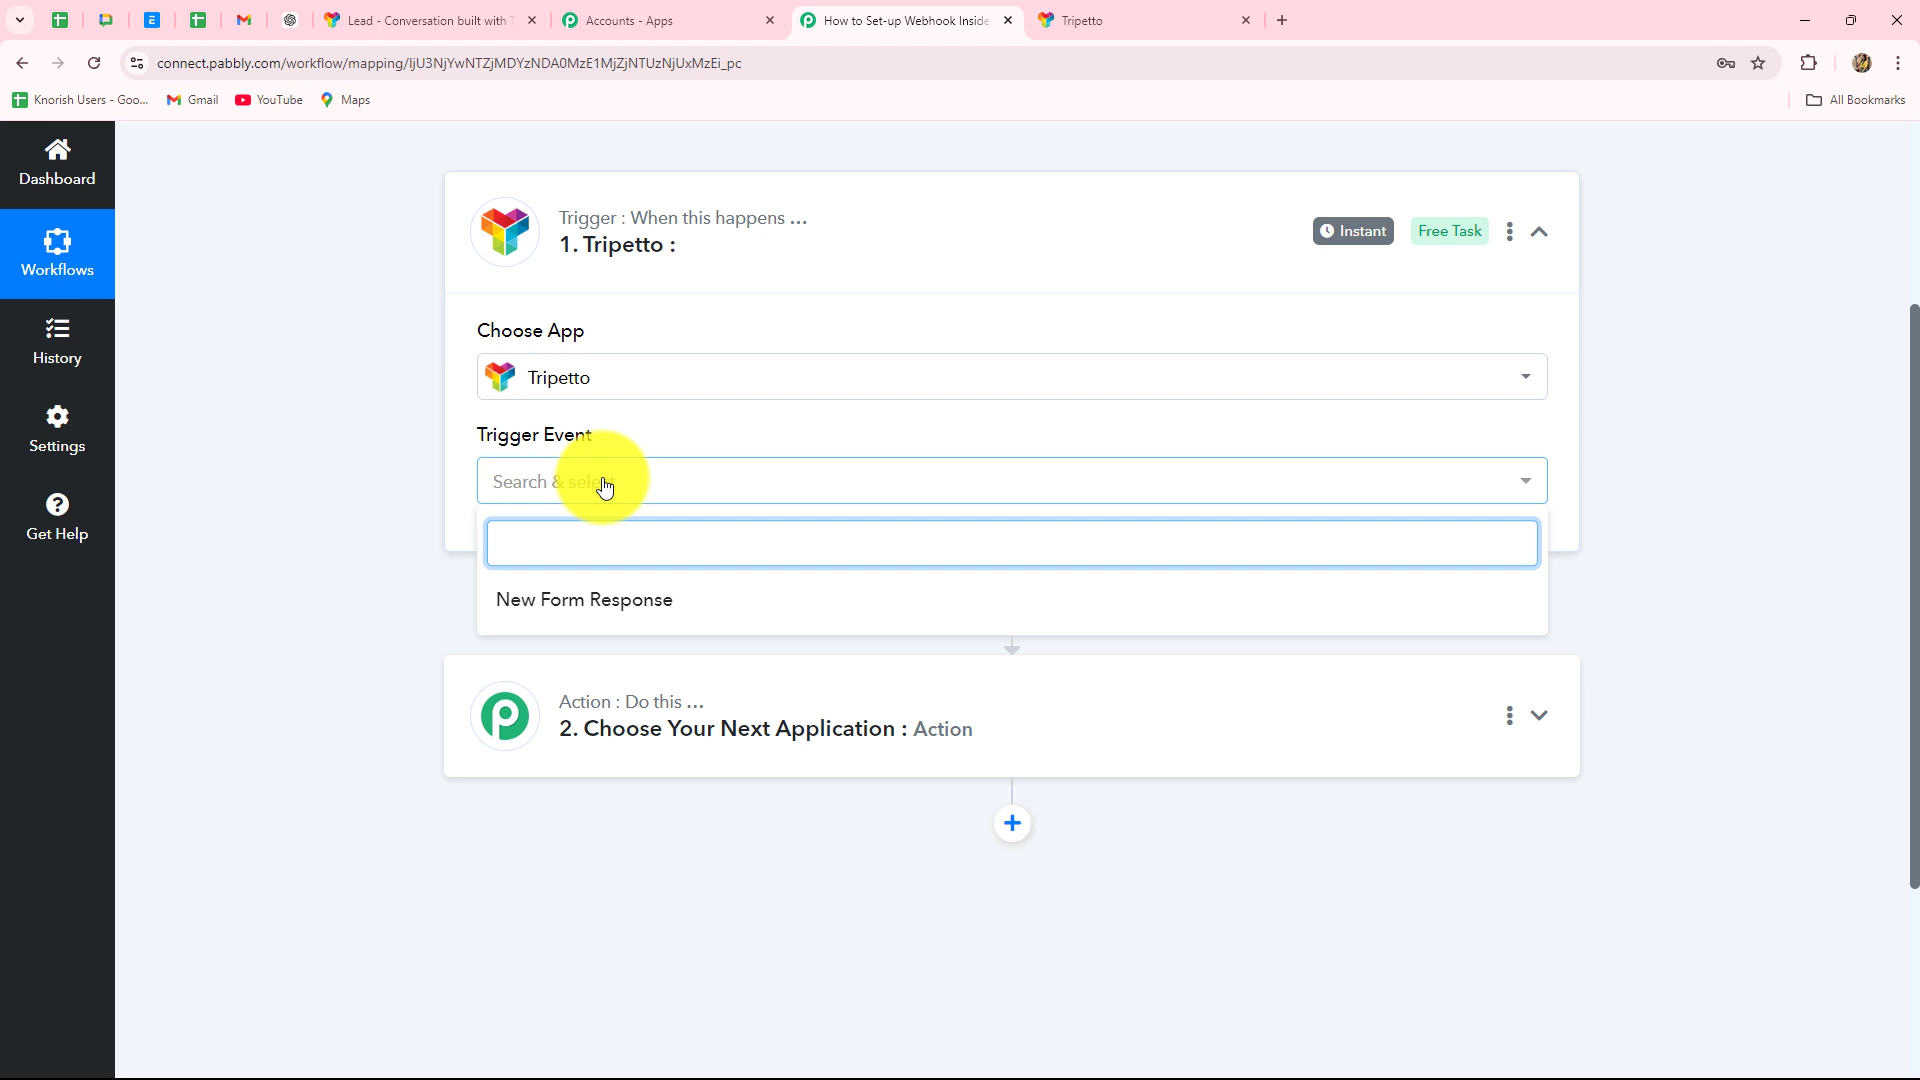 Lead - Conversation built with T
Accounts - Apps
How to Set-up Webhook Inside
Tripetto
connect.pabbly.com/workflow/mapping/IjU3NjYwNTZjMDYzNDA0MzE1MjZjNTUzNjUxMzEi_pc
Knorish Users - Goo...
Gmail
YouTube
Maps
All Bookmarks
Dashboard
Workflows
History
Settings
Get Help
Trigger : When this happens ...
1. Tripetto :
Instant
Free Task
Choose App
Tripetto
Trigger Event
Search & select
New Form Response
Action : Do this ...
2. Choose Your Next Application : Action